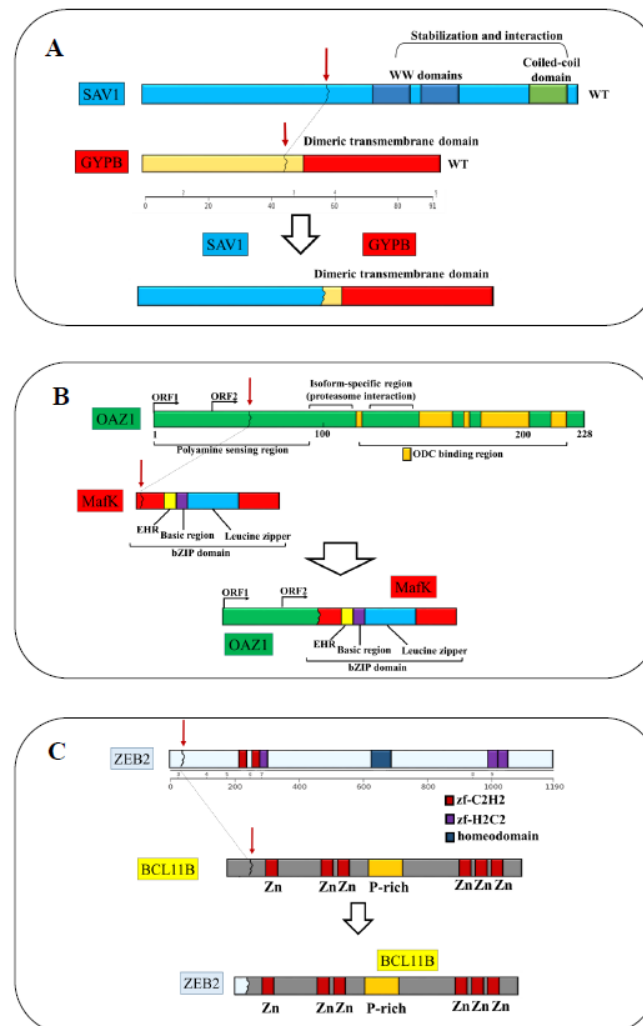 A
Stabilization and interaction
WW domains
Coiled-coil
domain
SAV1
WT
Dimeric transmembrane domain
GYPB
WT
2 3 4
0 20 40 60 80 91
SAV1
GYPB
Dimeric transmembrane domain
B
Isoform-specific region
(proteasome interaction)
ORF1
ORF2
OAZ1
1
100
200
228
Polyamine sensing region
ODC binding region
MafK
EHR
Basic region
Leucine zipper
bZIP domain
MafK
ORF1
ORF2
OAZ1
EHR
Basic region
Leucine zipper
bZIP domain
C
ZEB2
0 200 400 600 800 1000 1190
zf-C2H2
zf-H2C2
homeodomain
BCL11B
Zn
Zn Zn
P-rich
Zn Zn Zn
BCL11B
ZEB2
Zn
Zn Zn
P-rich
Zn Zn Zn